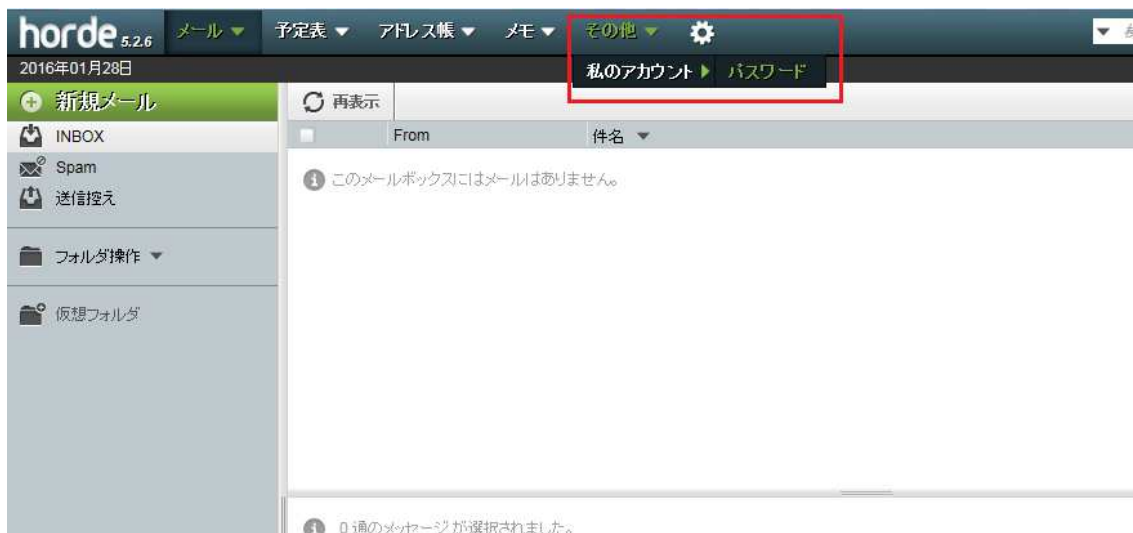 horde 5.2.6 メール 予定表 アドレス帳 メモ その他
2016年01月28日 私のアカウント パスワード
新規メール 再表示
INBOX From 件名
Spam
このメールボックスにはメールはありません。
送信控え
フォルダ操作
仮想フォルダ
0 通のメッセージが選択されました。